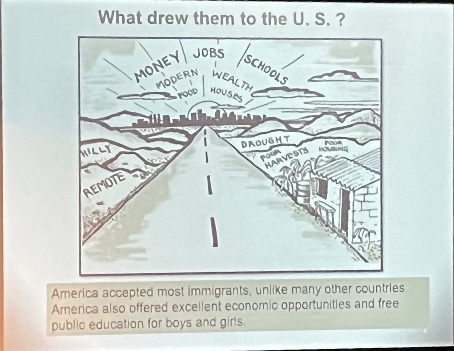 What drew them to the U. S. ?
MONEY JOBS SCHOOLS
MODERN WEALTH
FOOD HOUSES
HILLY
REMOTE
DROUGHT
POOR HARVESTS
POOR HOUSING
America accepted most immigrants, unlike many other countries.
America also offered excellent economic opportunities and free
public education for boys and girls.